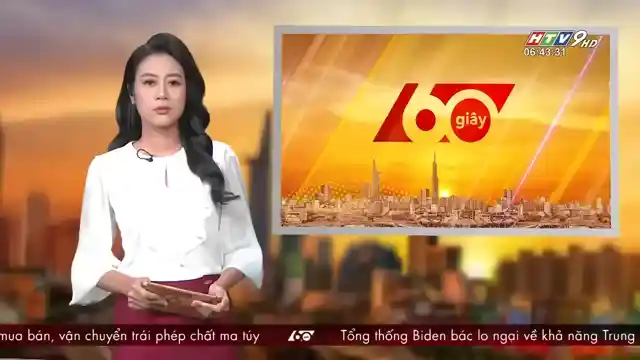 HTV9 HD
06:43:31
60 giây
mua bán, vận chuyển trái phép chất ma túy 60 Tổng thống Biden bác lo ngại về khả năng Trung